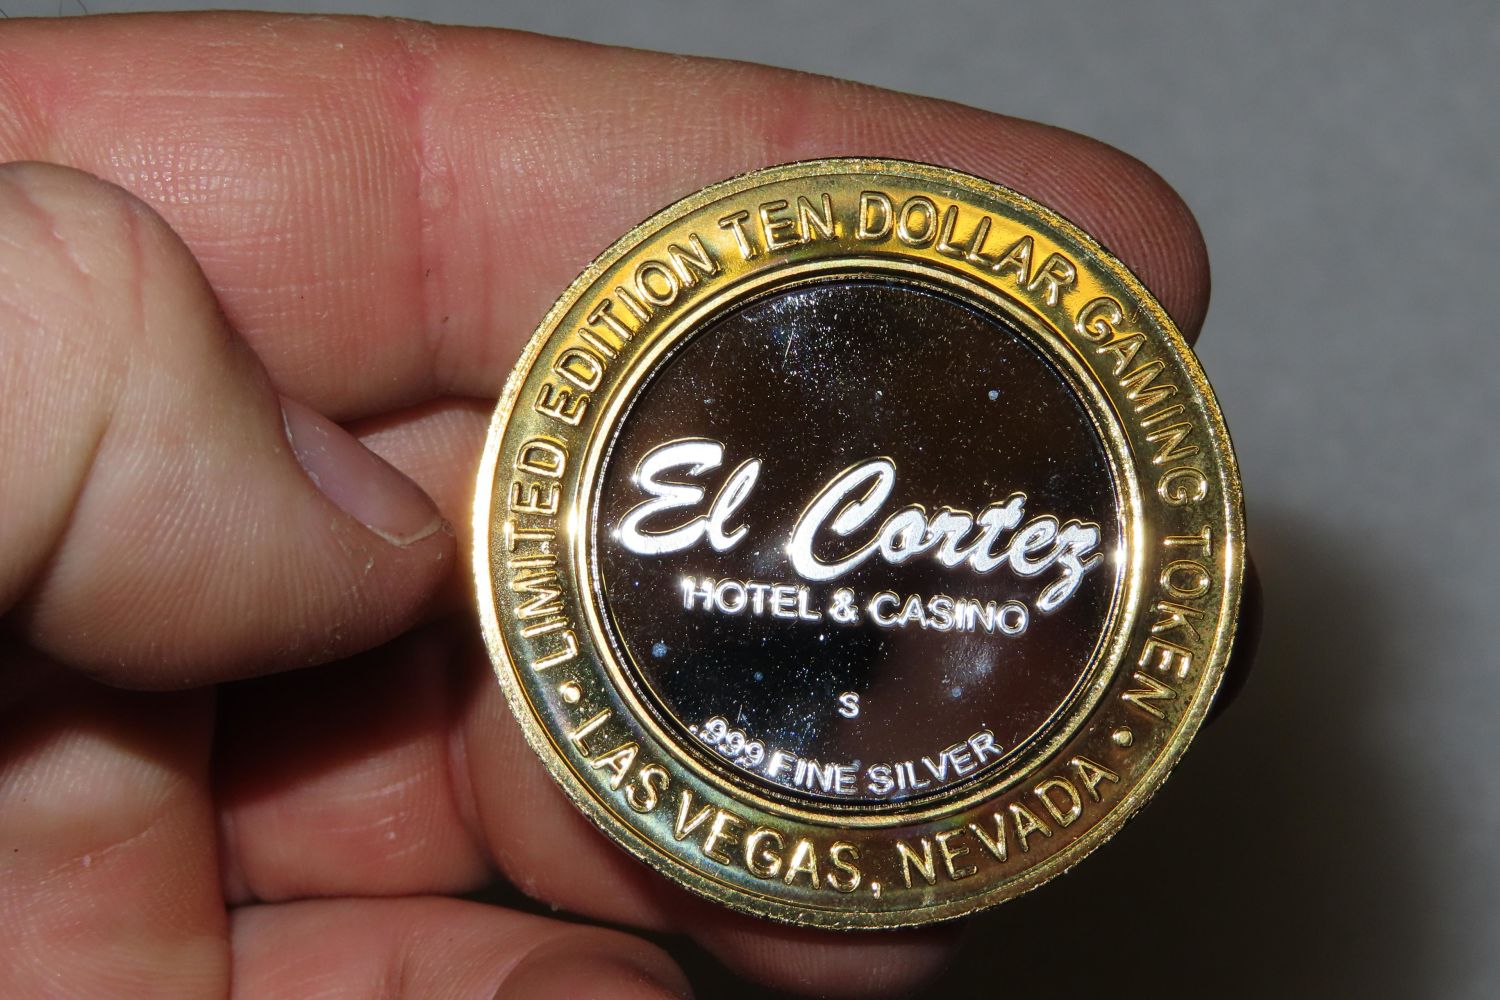 LIMITED EDITION TEN DOLLAR GAMING TOKEN
El Cortez
HOTEL & CASINO
S
.999 FINE SILVER
• LAS VEGAS, NEVADA •